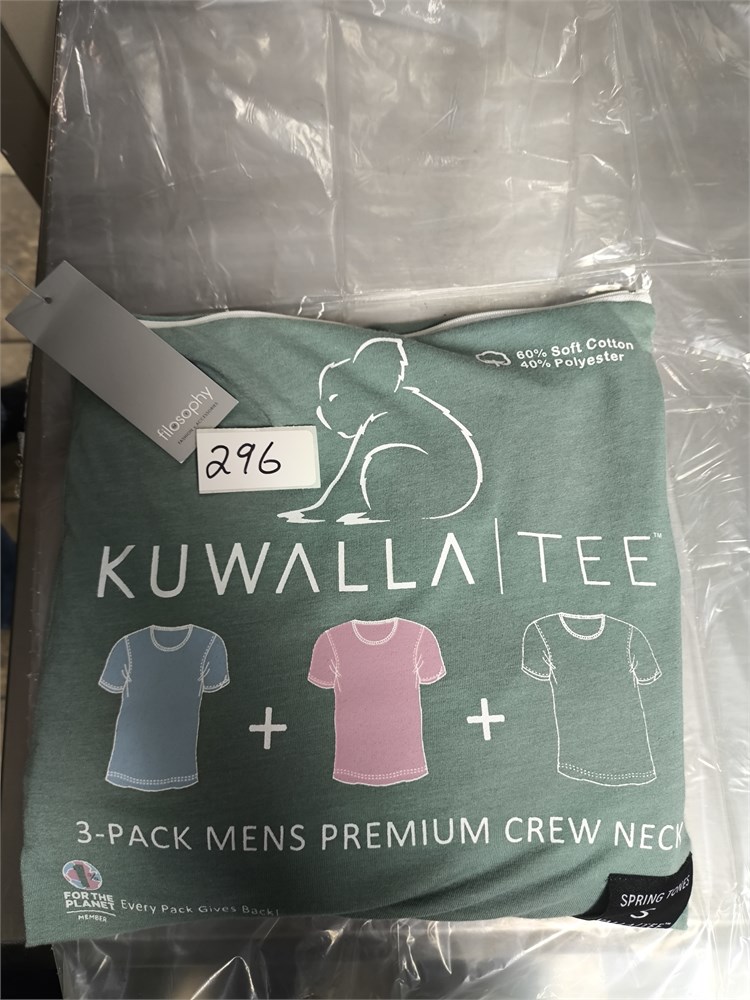 60% Soft Cotton
40% Polyester
filosophy
296
KUWALLA|TEE™
+
+
3-PACK MENS PREMIUM CREW NECK
1%
FOR THE
PLANET
MEMBER
Every Pack Gives Back!
SPRING TONES
S